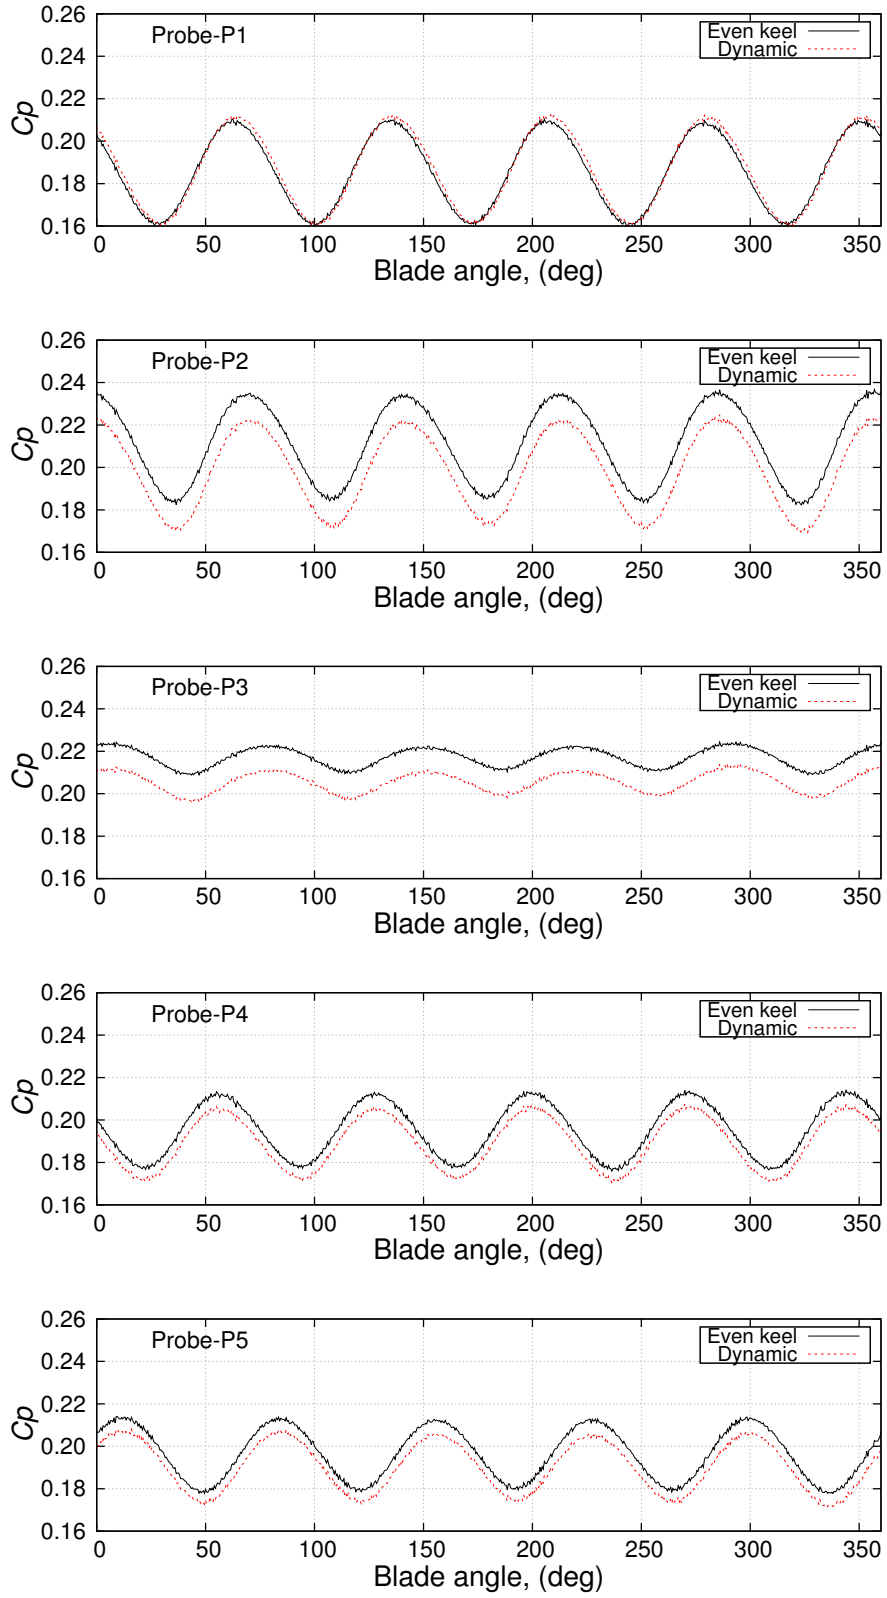 0.26
Probe-P1
Even keel
Dynamic
0.24
0.22
Cp
0.20
0.18
0.16
0 50 100 150 200 250 300 350
Blade angle, (deg)
0.26
Probe-P2
Even keel
Dynamic
0.24
0.22
Cp
0.20
0.18
0.16
0 50 100 150 200 250 300 350
Blade angle, (deg)
0.26
Probe-P3
Even keel
Dynamic
0.24
0.22
Cp
0.20
0.18
0.16
0 50 100 150 200 250 300 350
Blade angle, (deg)
0.26
Probe-P4
Even keel
Dynamic
0.24
0.22
Cp
0.20
0.18
0.16
0 50 100 150 200 250 300 350
Blade angle, (deg)
0.26
Probe-P5
Even keel
Dynamic
0.24
0.22
Cp
0.20
0.18
0.16
0 50 100 150 200 250 300 350
Blade angle, (deg)